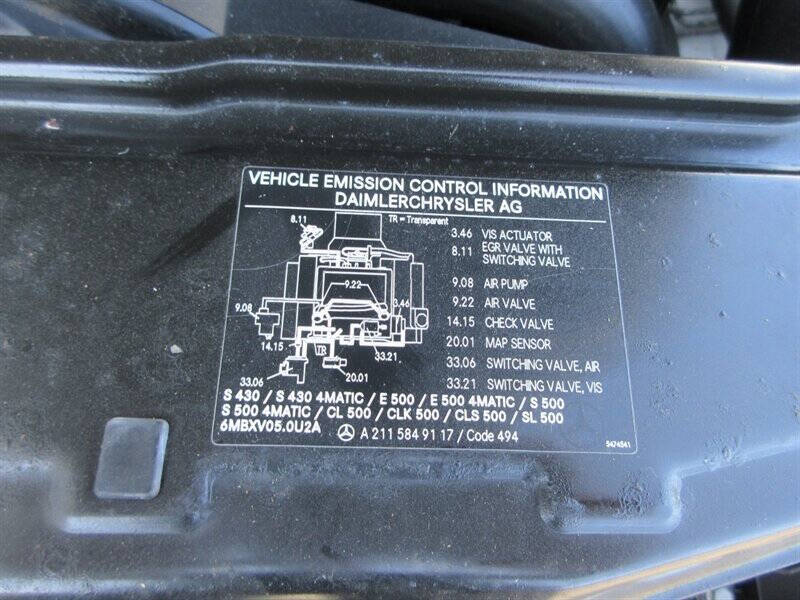 VEHICLE EMISSION CONTROL INFORMATION
DAIMLERCHRYSLER AG
TR = Transparent
8.11
9.22
9.08
3.46
14.15
TR
33.21
33.06
20.01
3.46 VIS ACTUATOR
8.11 EGR VALVE WITH
SWITCHING VALVE
9.08 AIR PUMP
9.22 AIR VALVE
14.15 CHECK VALVE
20.01 MAP SENSOR
33.06 SWITCHING VALVE, AIR
33.21 SWITCHING VALVE, VIS
S 430 / S 430 4MATIC / E 500 / E 500 4MATIC / S 500
S 500 4MATIC / CL 500 / CLK 500 / CLS 500 / SL 500
6MBXV05.0U2A A 211 584 91 17 / Code 494
5474541